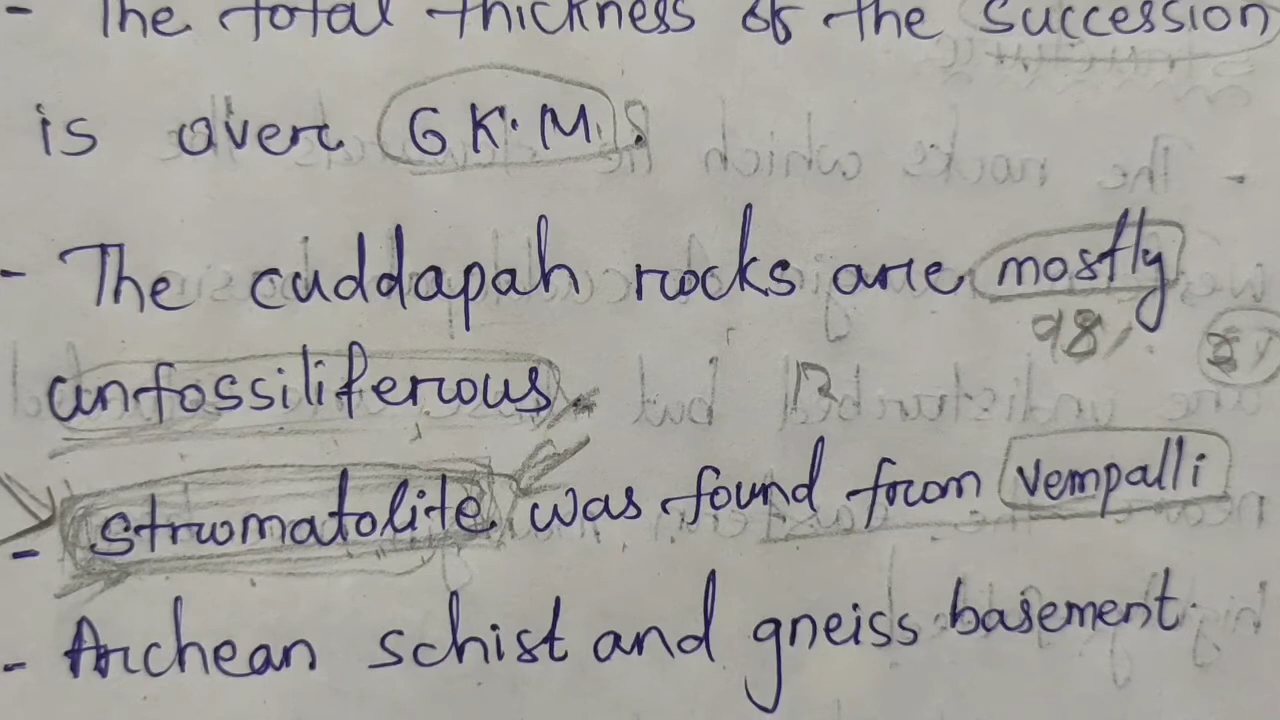 - The total thickness of the succession
is over 6 K.M.
- The cuddapah rocks are mostly
98%
unfossiliferous.
- stromatolite was found from vempalli
- Archean schist and gneiss basement.